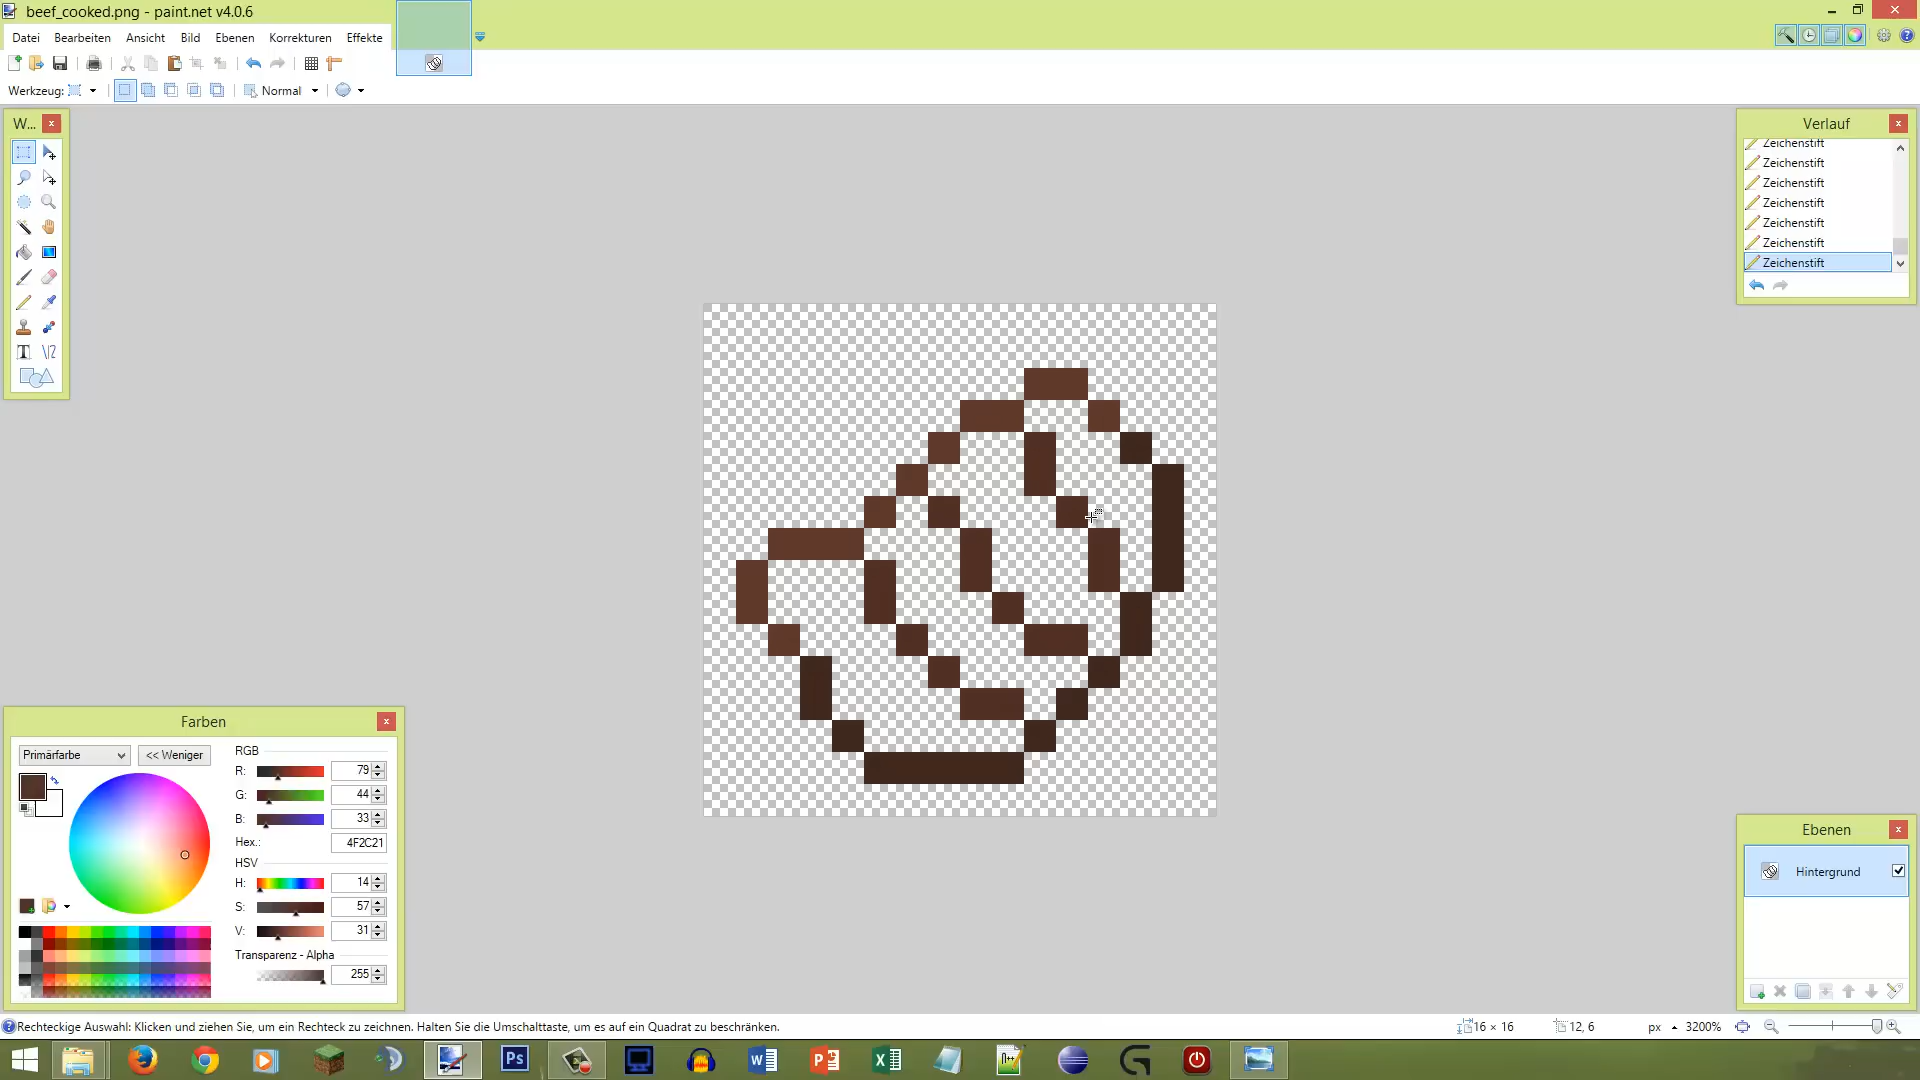 beef_cooked.png - paint.net v4.0.6
Datei Bearbeiten Ansicht Bild Ebenen Korrekturen Effekte
Werkzeug: Normal
W...
Verlauf
Zeichenstift
Zeichenstift
Zeichenstift
Zeichenstift
Zeichenstift
Zeichenstift
Zeichenstift
Farben
Primärfarbe << Weniger
RGB
R: 79
G: 44
B: 33
Hex.: 4F2C21
HSV
H: 14
S: 57
V: 31
Transparenz - Alpha
255
Ebenen
Hintergrund
Rechteckige Auswahl: Klicken und ziehen Sie, um ein Rechteck zu zeichnen. Halten Sie die Umschalttaste, um es auf ein Quadrat zu beschränken.
16 × 16 12, 6 px 3200%
Ps